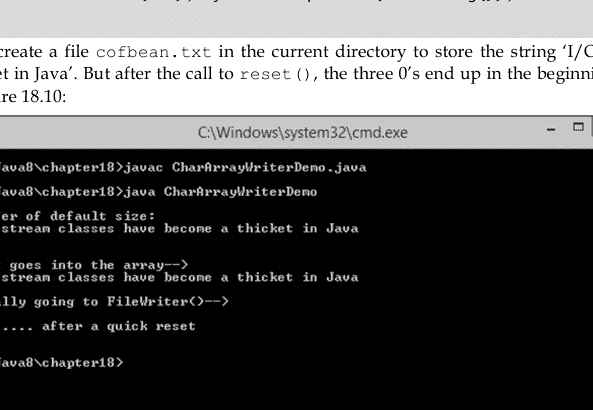 create a file cofbean.txt in the current directory to store the string ‘I/C
et in Java’. But after the call to reset(), the three 0’s end up in the beginni
re 18.10:
C:\Windows\system32\cmd.exe
Java8\chapter18>javac CharArrayWriterDemo.java
Java8\chapter18>java CharArrayWriterDemo
er of default size:
stream classes have become a thicket in Java
goes into the array-->
stream classes have become a thicket in Java
lly going to FileWriter()-->
.... after a quick reset
Java8\chapter18>